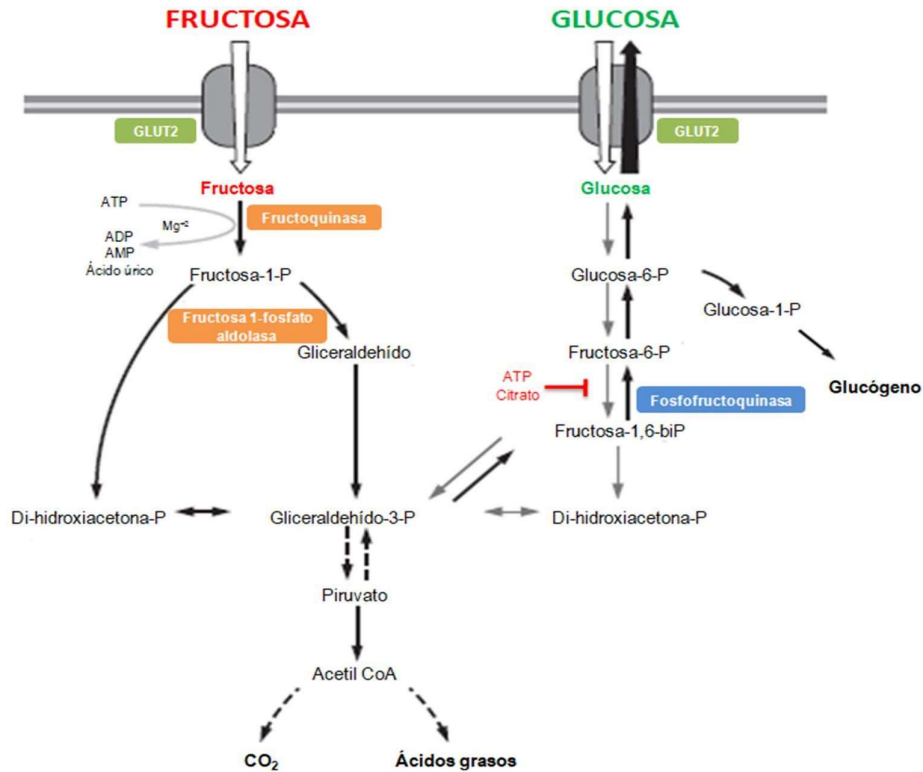 FRUCTOSA
GLUCOSA
GLUT2
GLUT2
Fructosa
Glucosa
ATP
Mg+2
Fructoquinasa
ADP
AMP
Ácido úrico
Fructosa-1-P
Glucosa-6-P
Glucosa-1-P
Fructosa 1-fosfato
aldolasa
Gliceraldehído
Fructosa-6-P
ATP
Citrato
Fosfofructoquinasa
Glucógeno
Fructosa-1,6-biP
Di-hidroxiacetona-P
Gliceraldehído-3-P
Di-hidroxiacetona-P
Piruvato
Acetil CoA
CO₂
Ácidos grasos